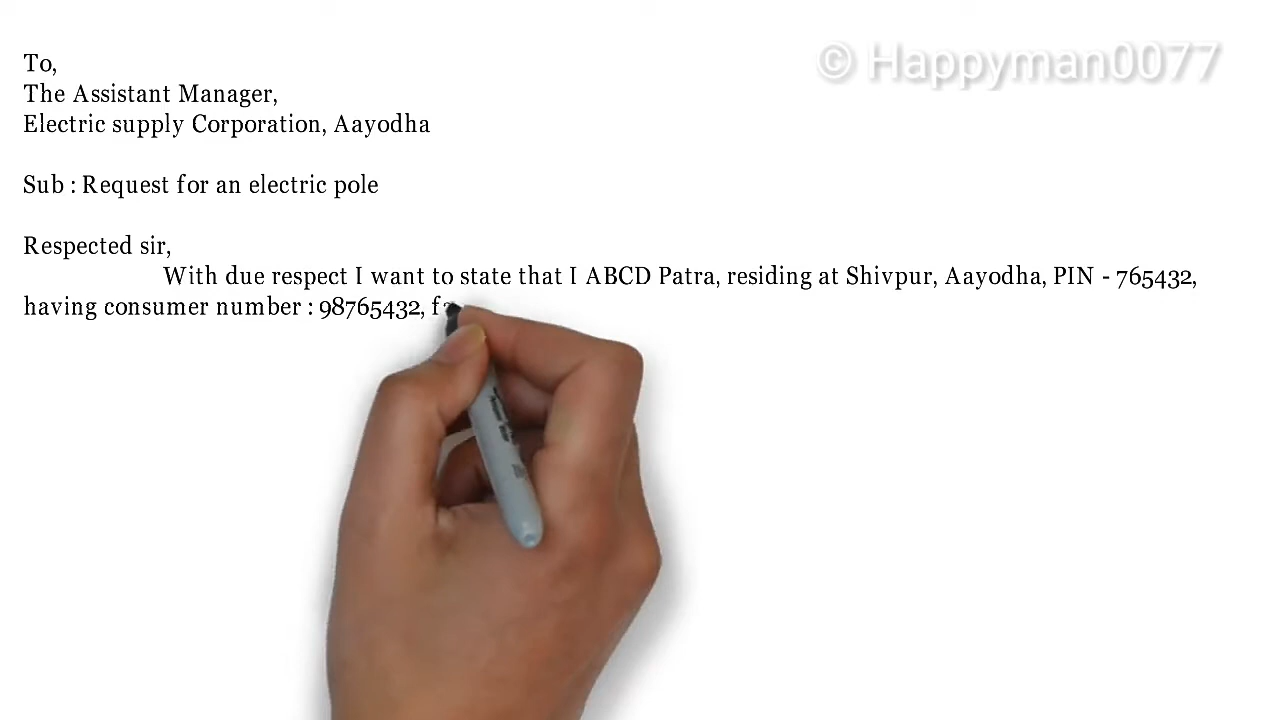 © Happyman0077
To,
The Assistant Manager,
Electric supply Corporation, Aayodha
Sub : Request for an electric pole
Respected sir,
With due respect I want to state that I ABCD Patra, residing at Shivpur, Aayodha, PIN - 765432,
having consumer number : 98765432,